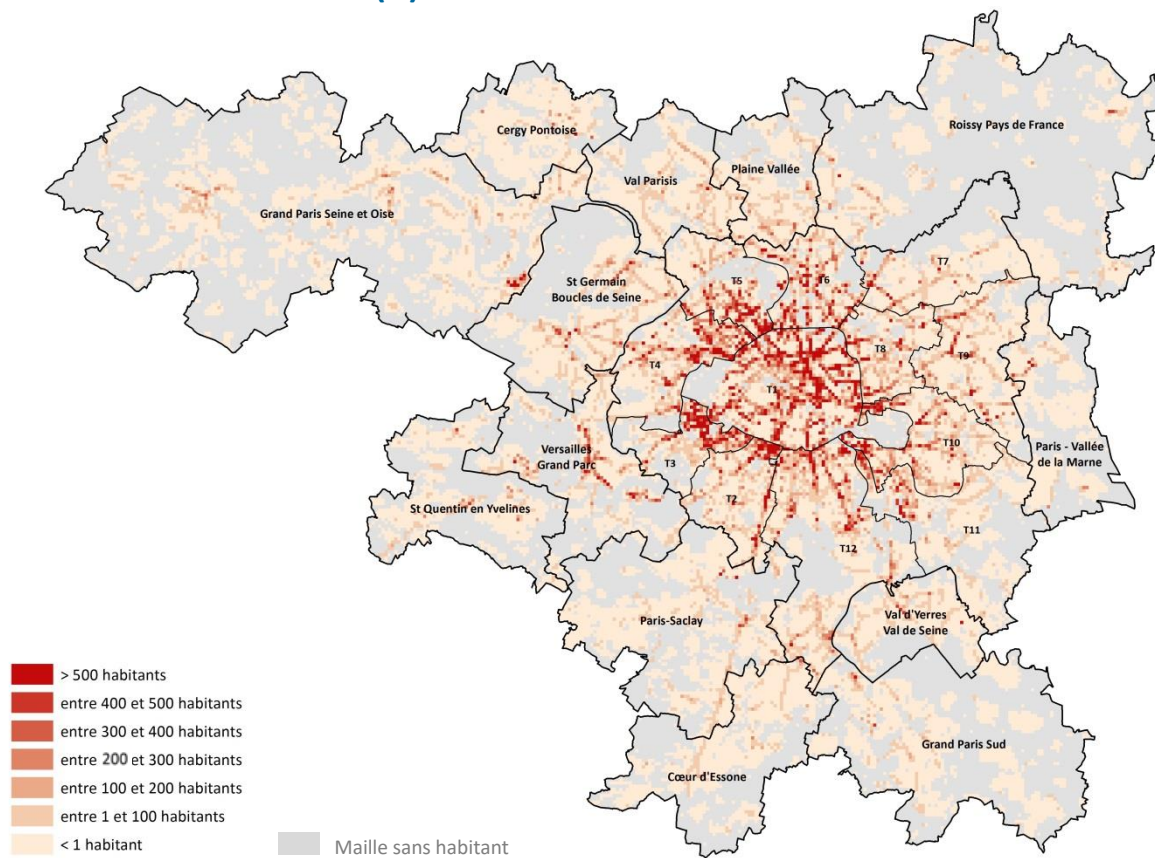 Cergy Pontoise
Roissy Pays de France
Plaine Vallée
Val Parisis
Grand Paris Seine et Oise
T7
St Germain
Boucles de Seine
T5
T6
T8
T9
T4
T1
Versailles
Grand Parc
T3
T10
Paris - Vallée
de la Marne
T2
St Quentin en Yvelines
T11
T12
Val d'Yerres
Val de Seine
Paris-Saclay
Grand Paris Sud
Cœur d'Essone
> 500 habitants
entre 400 et 500 habitants
entre 300 et 400 habitants
entre 200 et 300 habitants
entre 100 et 200 habitants
entre 1 et 100 habitants
< 1 habitant
Maille sans habitant